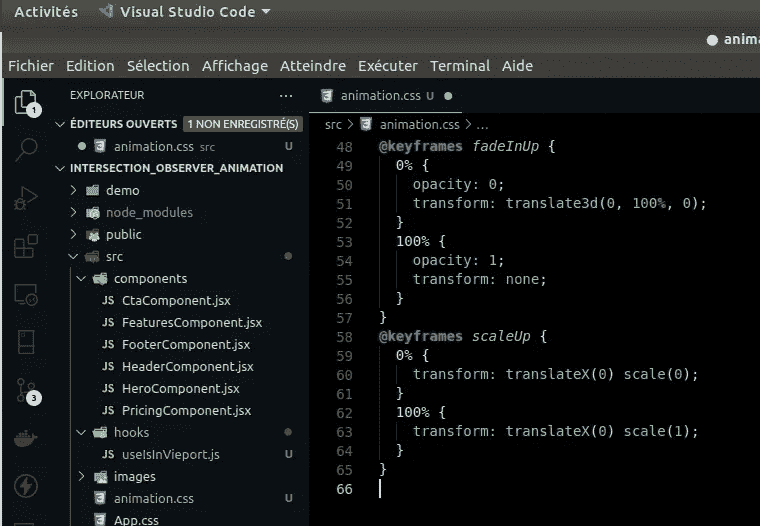 Activités Visual Studio Code
anima
Fichier Edition Sélection Affichage Atteindre Exécuter Terminal Aide
EXPLORATEUR ...
ÉDITEURS OUVERTS 1 NON ENREGISTRÉ(S)
animation.css src U
INTERSECTION_OBSERVER_ANIMATION
demo
node_modules
public
src
components
JS CtaComponent.jsx
JS FeaturesComponent.jsx
JS FooterComponent.jsx
JS HeaderComponent.jsx
JS HeroComponent.jsx
JS PricingComponent.jsx
hooks
JS useIsInVieport.js U
images
animation.css U
App.css
1
3
animation.css U
src > animation.css > ...
48 @keyframes fadeInUp {
49 0% {
50 opacity: 0;
51 transform: translate3d(0, 100%, 0);
52 }
53 100% {
54 opacity: 1;
55 transform: none;
56 }
57 }
58 @keyframes scaleUp {
59 0% {
60 transform: translateX(0) scale(0);
61 }
62 100% {
63 transform: translateX(0) scale(1);
64 }
65 }
66